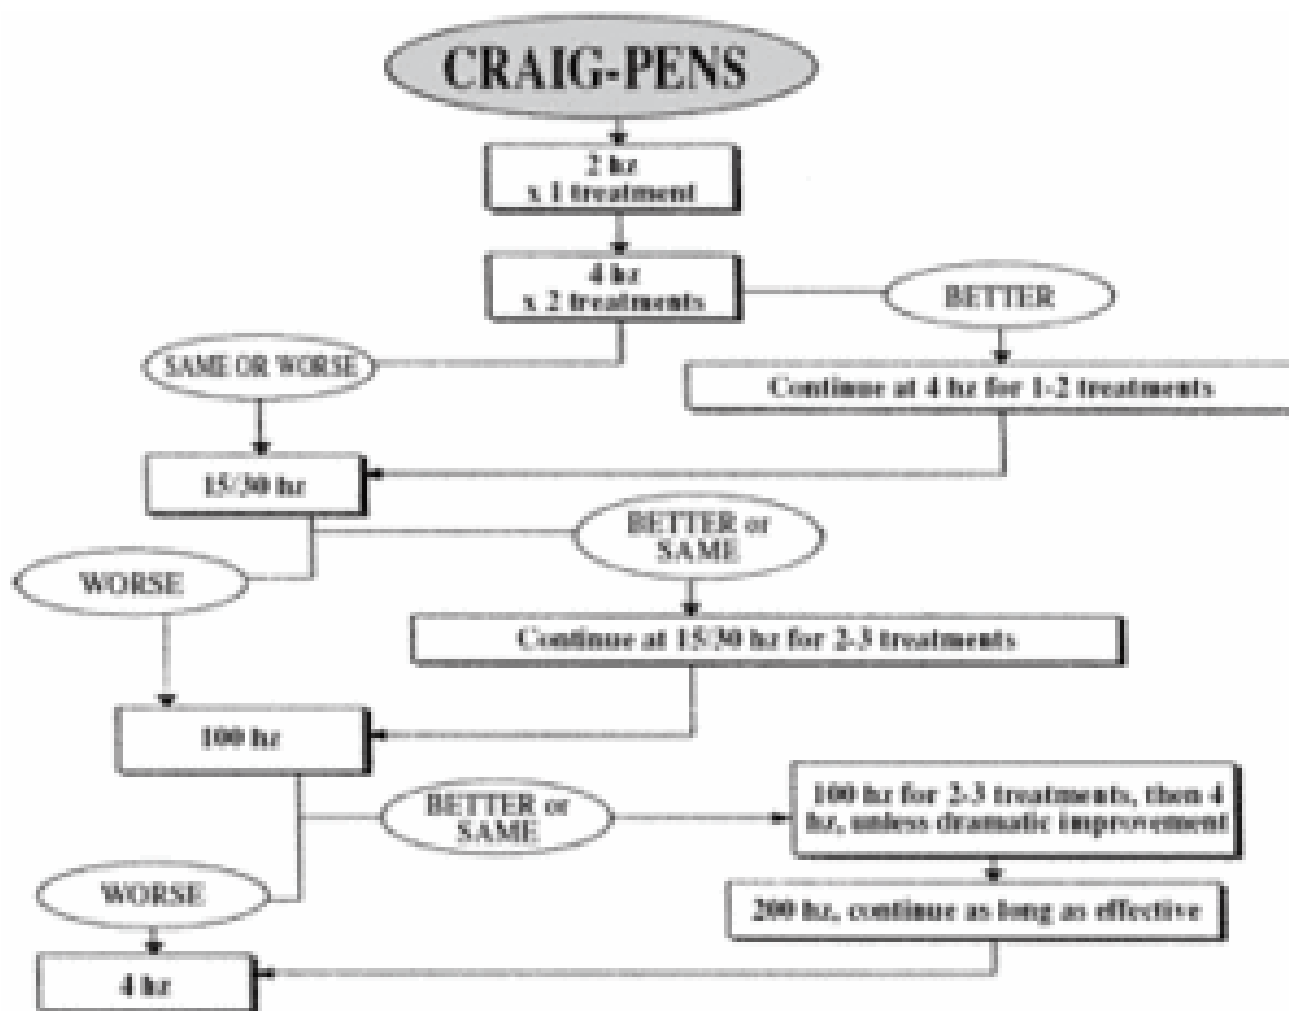 CRAIG-PENS
2 hz
x 1 treatment
4 hz
x 2 treatments
BETTER
SAME OR WORSE
Continue at 4 hz for 1-2 treatments
15/30 hz
BETTER or
SAME
WORSE
Continue at 15/30 hz for 2-3 treatments
100 hz
BETTER or
SAME
100 hz for 2-3 treatments, then 4
hz, unless dramatic improvement
WORSE
200 hz, continue as long as effective
4 hz